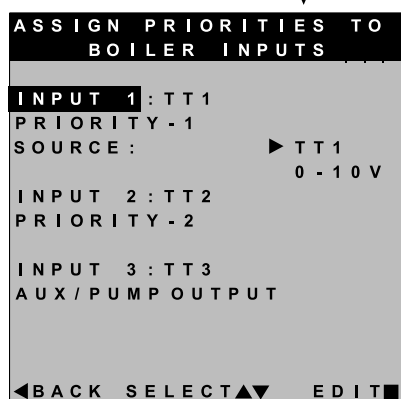 ASSIGN PRIORITIES TO
BOILER INPUTS
INPUT 1:TT1
PRIORITY-1
SOURCE: ▶TT1
0-10V
INPUT 2:TT2
PRIORITY-2
INPUT 3:TT3
AUX/PUMP OUTPUT
◀BACK SELECT▲▼ EDIT■